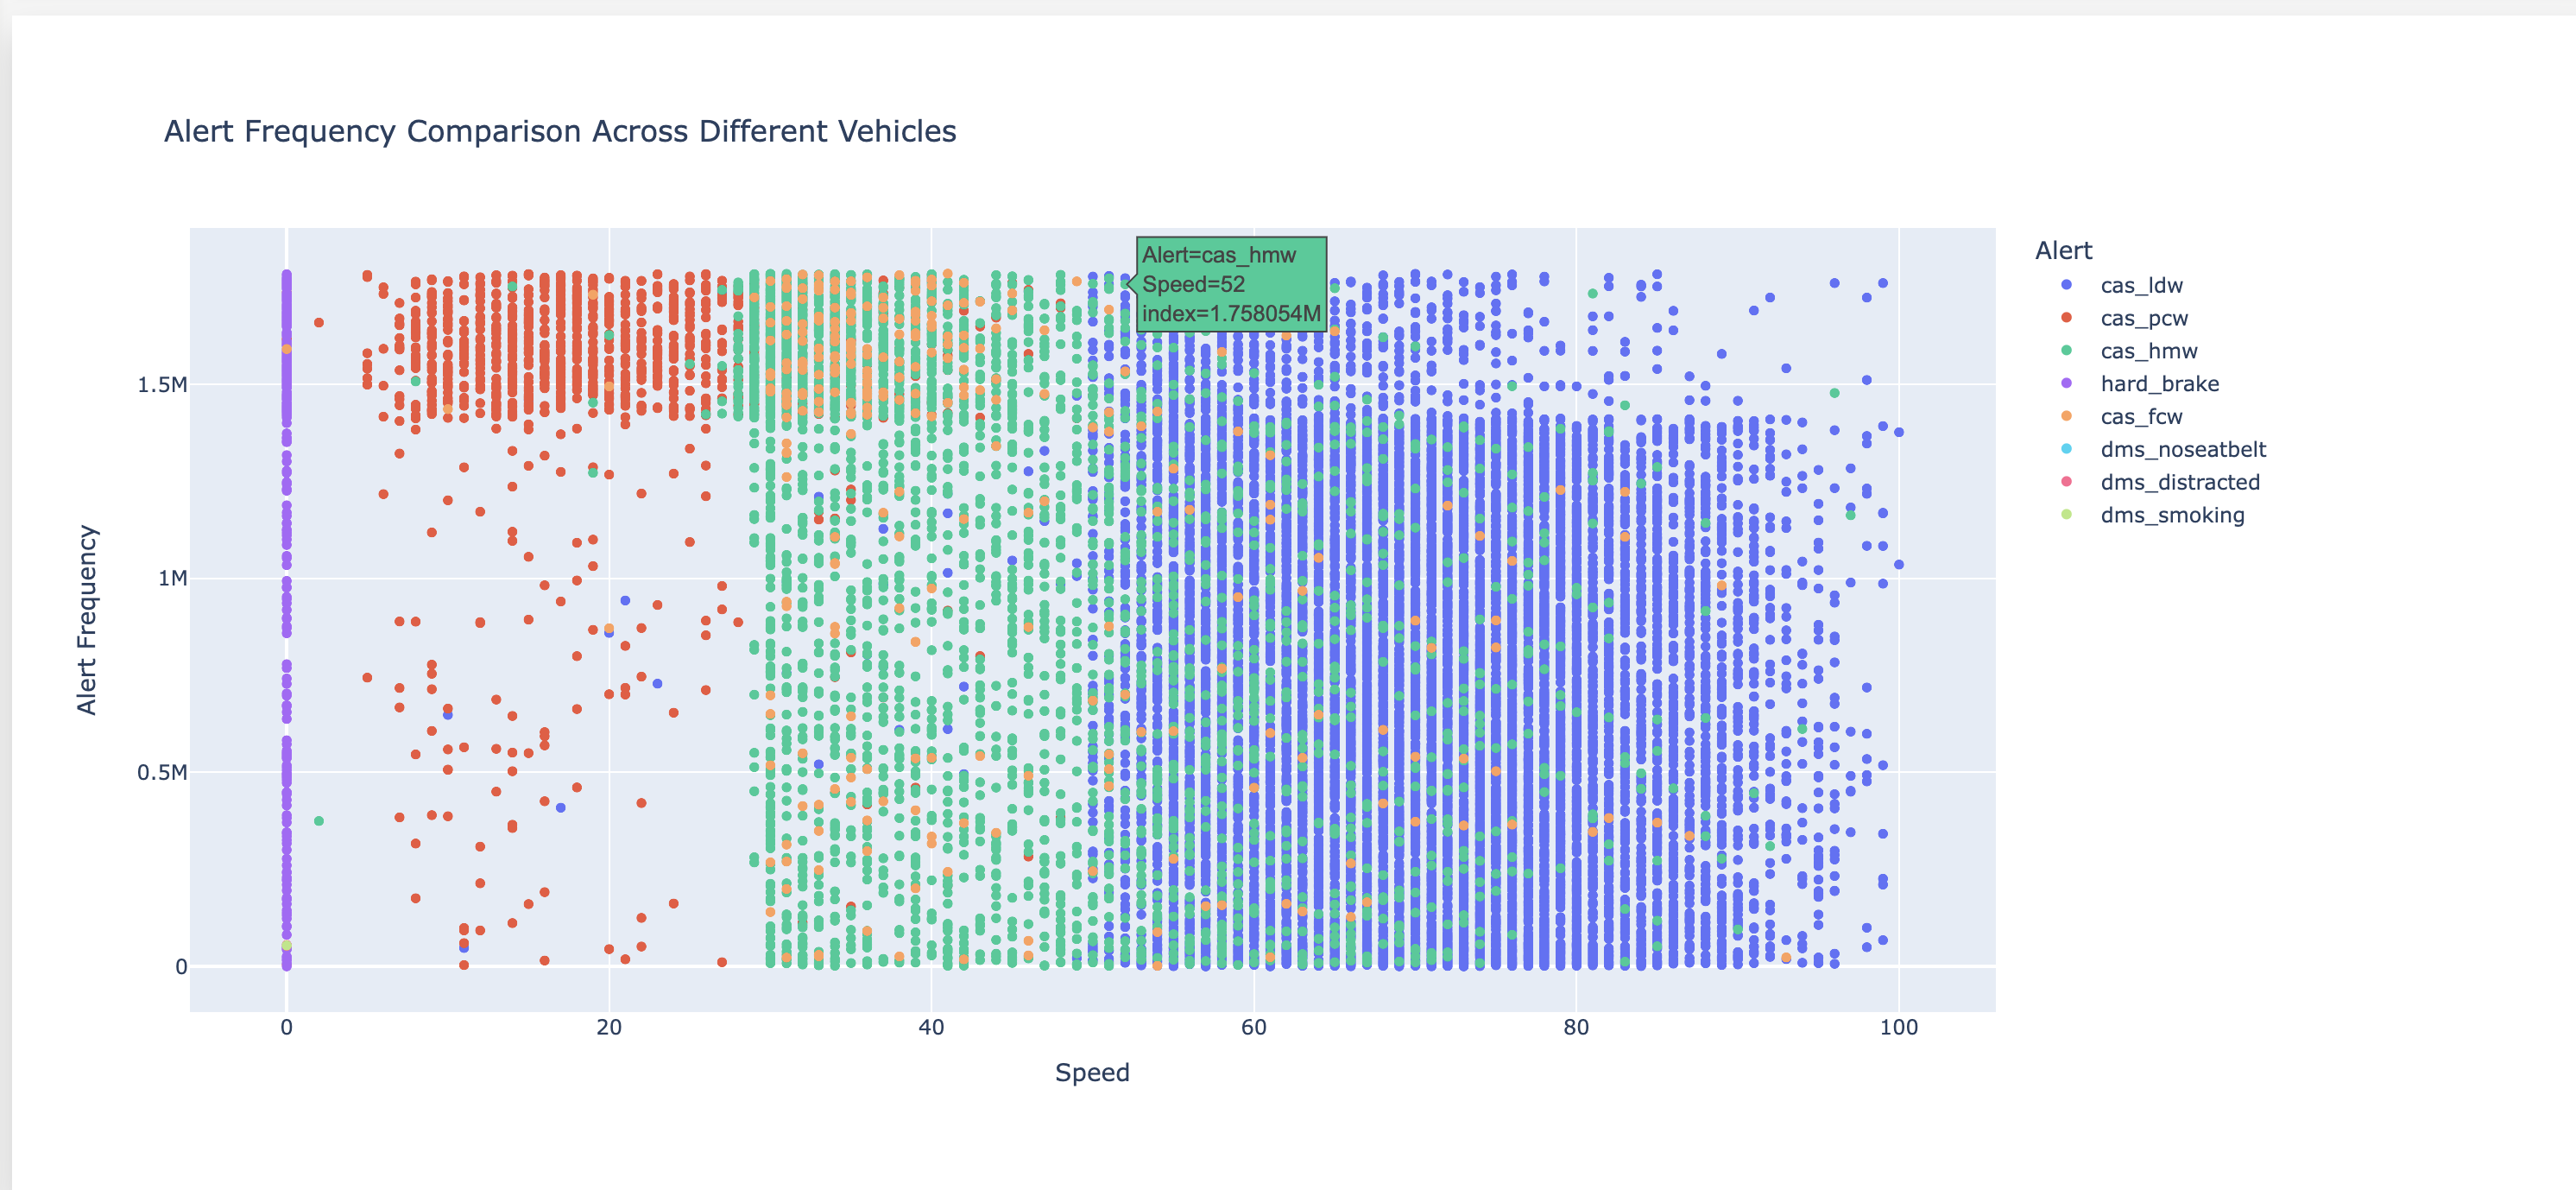 Alert Frequency Comparison Across Different Vehicles
Alert=cas_hmw
Speed=52
index=1.758054M
Alert
cas_ldw
cas_pcw
cas_hmw
hard_brake
cas_fcw
dms_noseatbelt
dms_distracted
dms_smoking
Alert Frequency
1.5M
1M
0.5M
0
0 20 40 60 80 100
Speed